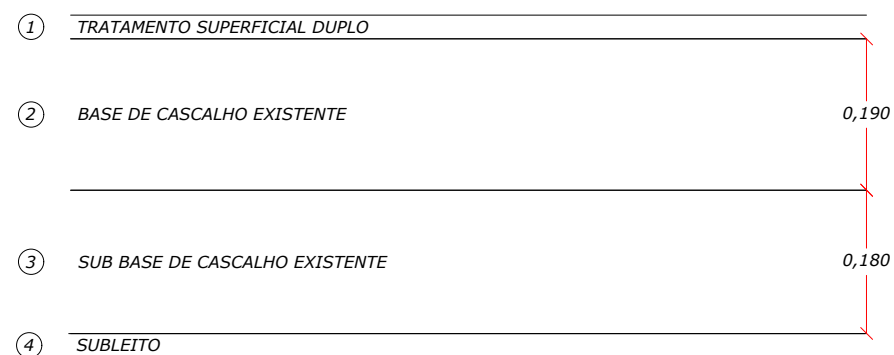 1 TRATAMENTO SUPERFICIAL DUPLO
2 BASE DE CASCALHO EXISTENTE 0,190
3 SUB BASE DE CASCALHO EXISTENTE 0,180
4 SUBLEITO